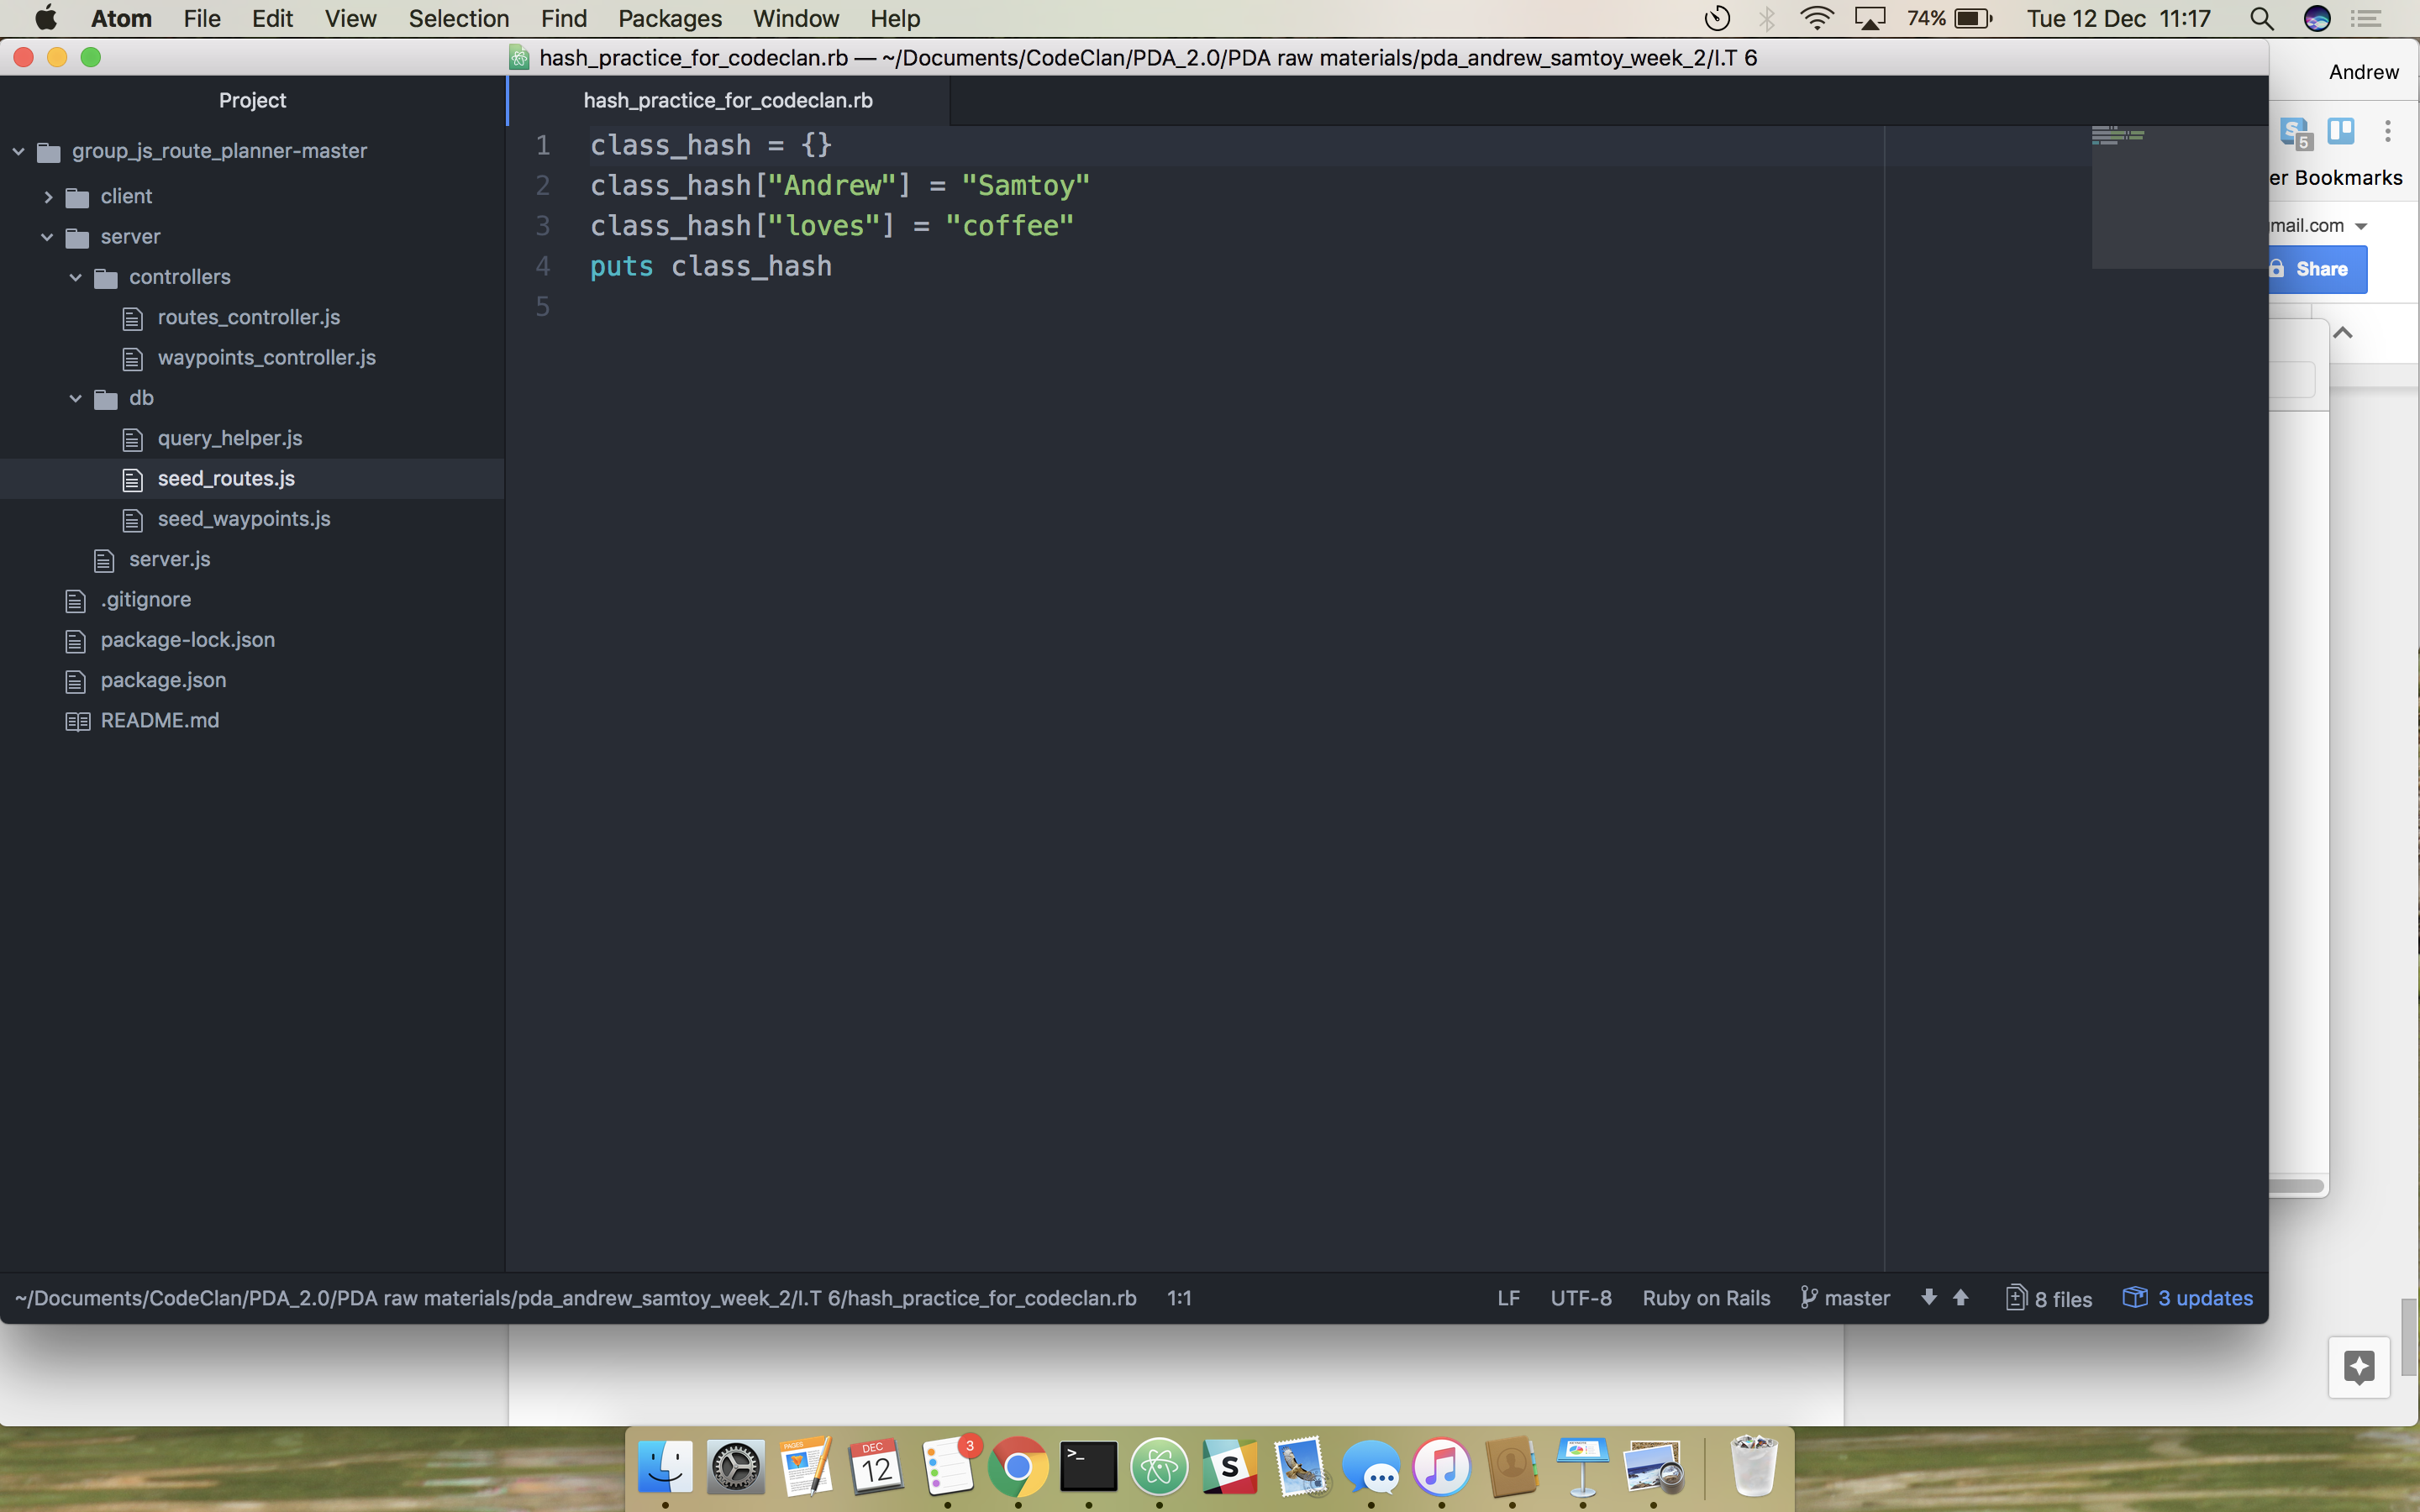 Atom File Edit View Selection Find Packages Window Help 74% Tue 12 Dec 11:17
hash_practice_for_codeclan.rb — ~/Documents/CodeClan/PDA_2.0/PDA raw materials/pda_andrew_samtoy_week_2/I.T 6
Andrew
Project
hash_practice_for_codeclan.rb
group_js_route_planner-master
client
server
controllers
routes_controller.js
waypoints_controller.js
db
query_helper.js
seed_routes.js
seed_waypoints.js
server.js
.gitignore
package-lock.json
package.json
README.md
1 class_hash = {}
2 class_hash["Andrew"] = "Samtoy"
3 class_hash["loves"] = "coffee"
4 puts class_hash
5
S 5
er Bookmarks
mail.com
Share
~/Documents/CodeClan/PDA_2.0/PDA raw materials/pda_andrew_samtoy_week_2/I.T 6/hash_practice_for_codeclan.rb 1:1 LF UTF-8 Ruby on Rails master 8 files 3 updates
PAGES
DEC
12
3
>_
S